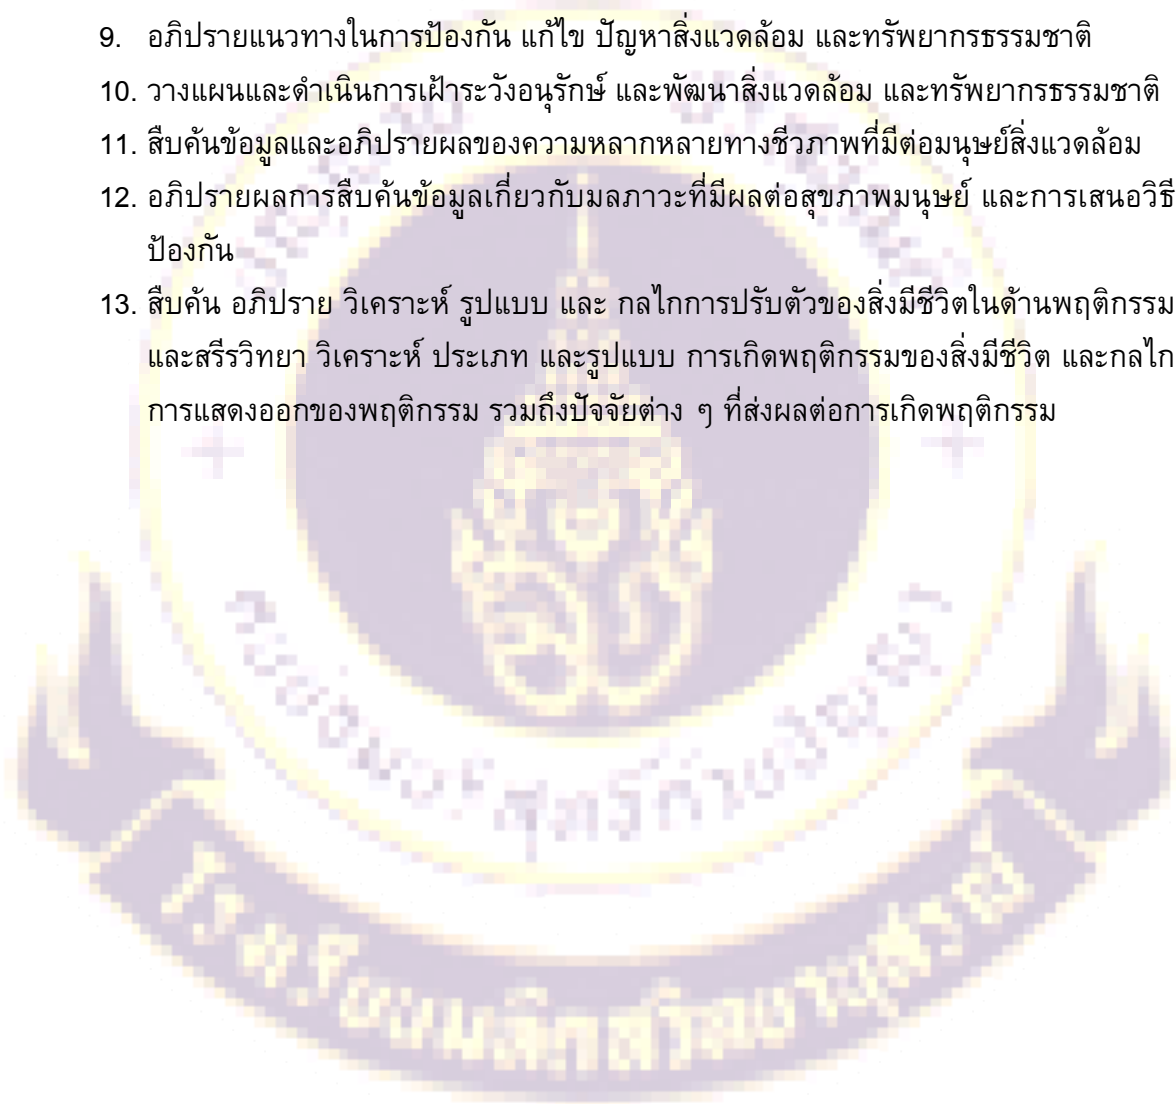 9. อภิปรายแนวทางในการป้องกัน แก้ไข ปัญหาสิ่งแวดล้อม และทรัพยากรธรรมชาติ
10. วางแผนและดำเนินการเฝ้าระวังอนุรักษ์ และพัฒนาสิ่งแวดล้อม และทรัพยากรธรรมชาติ
11. สืบค้นข้อมูลและอภิปรายผลของความหลากหลายทางชีวภาพที่มีต่อมนุษย์สิ่งแวดล้อม
12. อภิปรายผลการสืบค้นข้อมูลเกี่ยวกับมลภาวะที่มีผลต่อสุขภาพมนุษย์ และการเสนอวิธี
ป้องกัน
13. สืบค้น อภิปราย วิเคราะห์ รูปแบบ และ กลไกการปรับตัวของสิ่งมีชีวิตในด้านพฤติกรรม
และสรีรวิทยา วิเคราะห์ ประเภท และรูปแบบ การเกิดพฤติกรรมของสิ่งมีชีวิต และกลไก
การแสดงออกของพฤติกรรม รวมถึงปัจจัยต่าง ๆ ที่ส่งผลต่อการเกิดพฤติกรรม